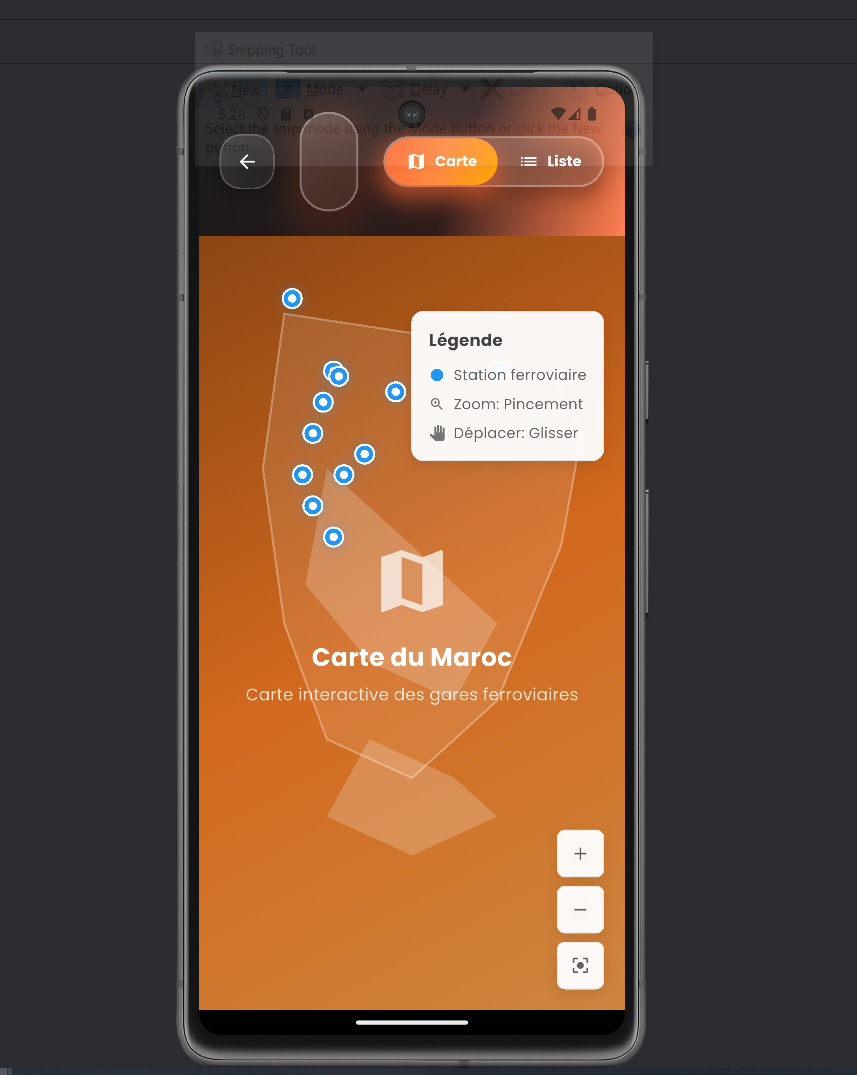 Snipping Tool
New Mode Delay Cancel Options
5:28
Select the snip mode using the Mode button or click the New
button.
Carte Liste
Légende
Station ferroviaire
Zoom: Pincement
Déplacer: Glisser
Carte du Maroc
Carte interactive des gares ferroviaires